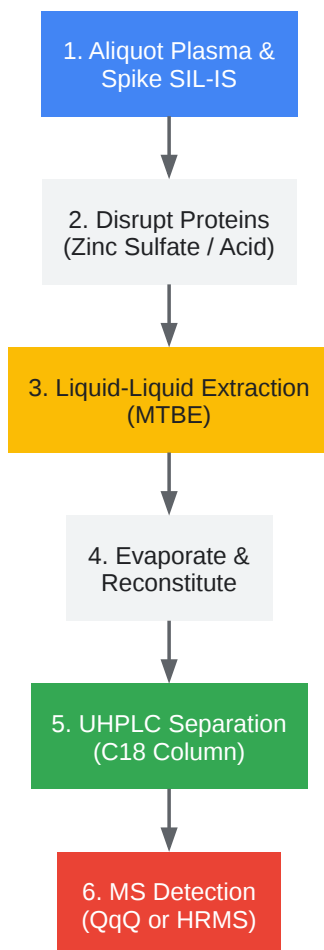 1. Aliquot Plasma &
Spike SIL-IS
2. Disrupt Proteins
(Zinc Sulfate / Acid)
3. Liquid-Liquid Extraction
(MTBE)
4. Evaporate &
Reconstitute
5. UHPLC Separation
(C18 Column)
6. MS Detection
(QqQ or HRMS)